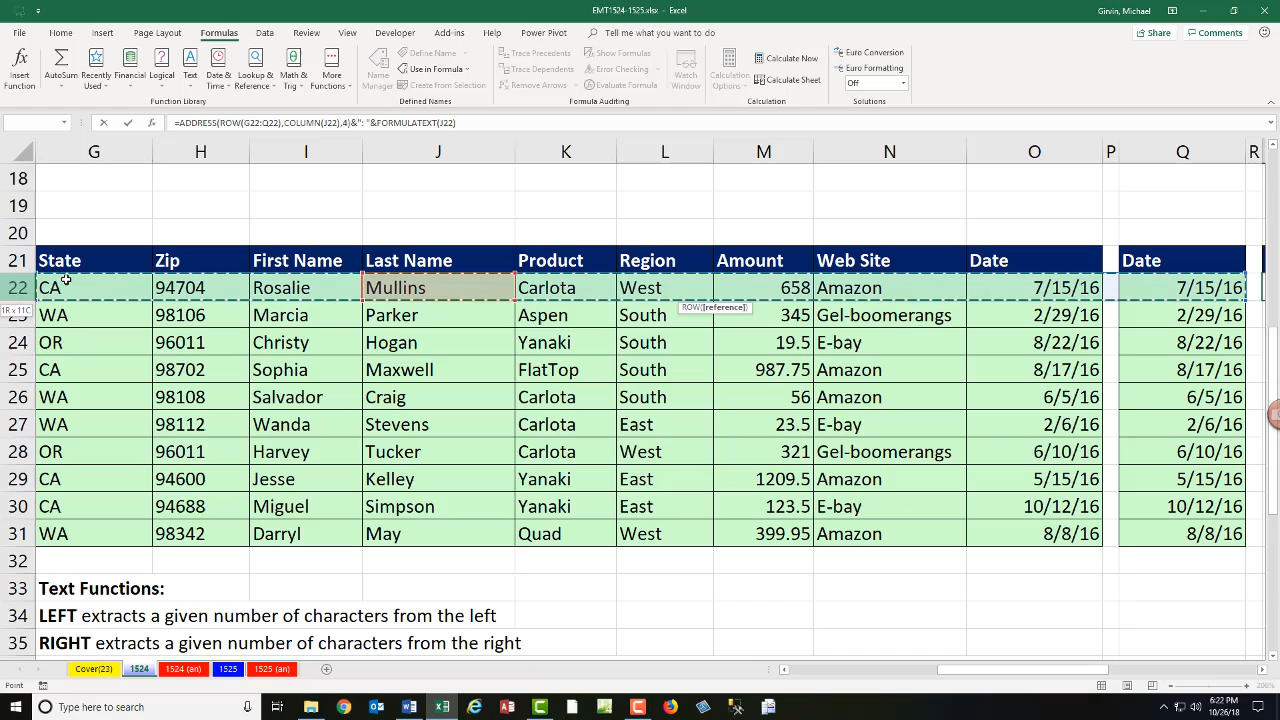 EMT1524-1525.xlsx - Excel
Girvin, Michael
File Home Insert Page Layout Formulas Data Review View Developer Add-ins Help Power Pivot Tell me what you want to do Share Comments
Insert Function
AutoSum
Recently Used
Financial
Logical
Text
Date & Time
Lookup & Reference
Math & Trig
More Functions
Function Library
Name Manager
Define Name
Use in Formula
Create from Selection
Defined Names
Trace Precedents
Trace Dependents
Remove Arrows
Show Formulas
Error Checking
Evaluate Formula
Formula Auditing
Watch Window
Calculation Options
Calculate Now
Calculate Sheet
Calculation
Euro Conversion
Euro Formatting
Off
Solutions
=ADDRESS(ROW(G22:Q22),COLUMN(J22),4)&": "&FORMULATEXT(J22)
G H I J K L M N O P Q R
18
19
20
21 State Zip First Name Last Name Product Region Amount Web Site Date Date
22 CA 94704 Rosalie Mullins Carlota West 658 Amazon 7/15/16 7/15/16
1R x 11C
ROW([reference])
23 WA 98106 Marcia Parker Aspen South 345 Gel-boomerangs 2/29/16 2/29/16
24 OR 96011 Christy Hogan Yanaki South 19.5 E-bay 8/22/16 8/22/16
25 CA 98702 Sophia Maxwell FlatTop South 987.75 Amazon 8/17/16 8/17/16
26 WA 98108 Salvador Craig Carlota South 56 Amazon 6/5/16 6/5/16
27 WA 98112 Wanda Stevens Carlota East 23.5 E-bay 2/6/16 2/6/16
28 OR 96011 Harvey Tucker Carlota West 321 Gel-boomerangs 6/10/16 6/10/16
29 CA 94600 Jesse Kelley Yanaki East 1209.5 Amazon 5/15/16 5/15/16
30 CA 94688 Miguel Simpson Yanaki East 123.5 E-bay 10/12/16 10/12/16
31 WA 98342 Darryl May Quad West 399.95 Amazon 8/8/16 8/8/16
32
33 Text Functions:
34 LEFT extracts a given number of characters from the left
35 RIGHT extracts a given number of characters from the right
Cover(23) 1524 1524 (an) 1525 1525 (an)
Point
206%
Type here to search
6:22 PM
10/26/18